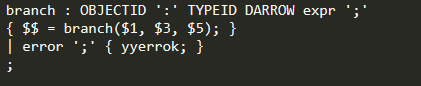 branch : OBJECTID ':' TYPEID DARROW expr ';'
{ $$ = branch($1, $3, $5); }
| error ';' { yyerrok; }
;